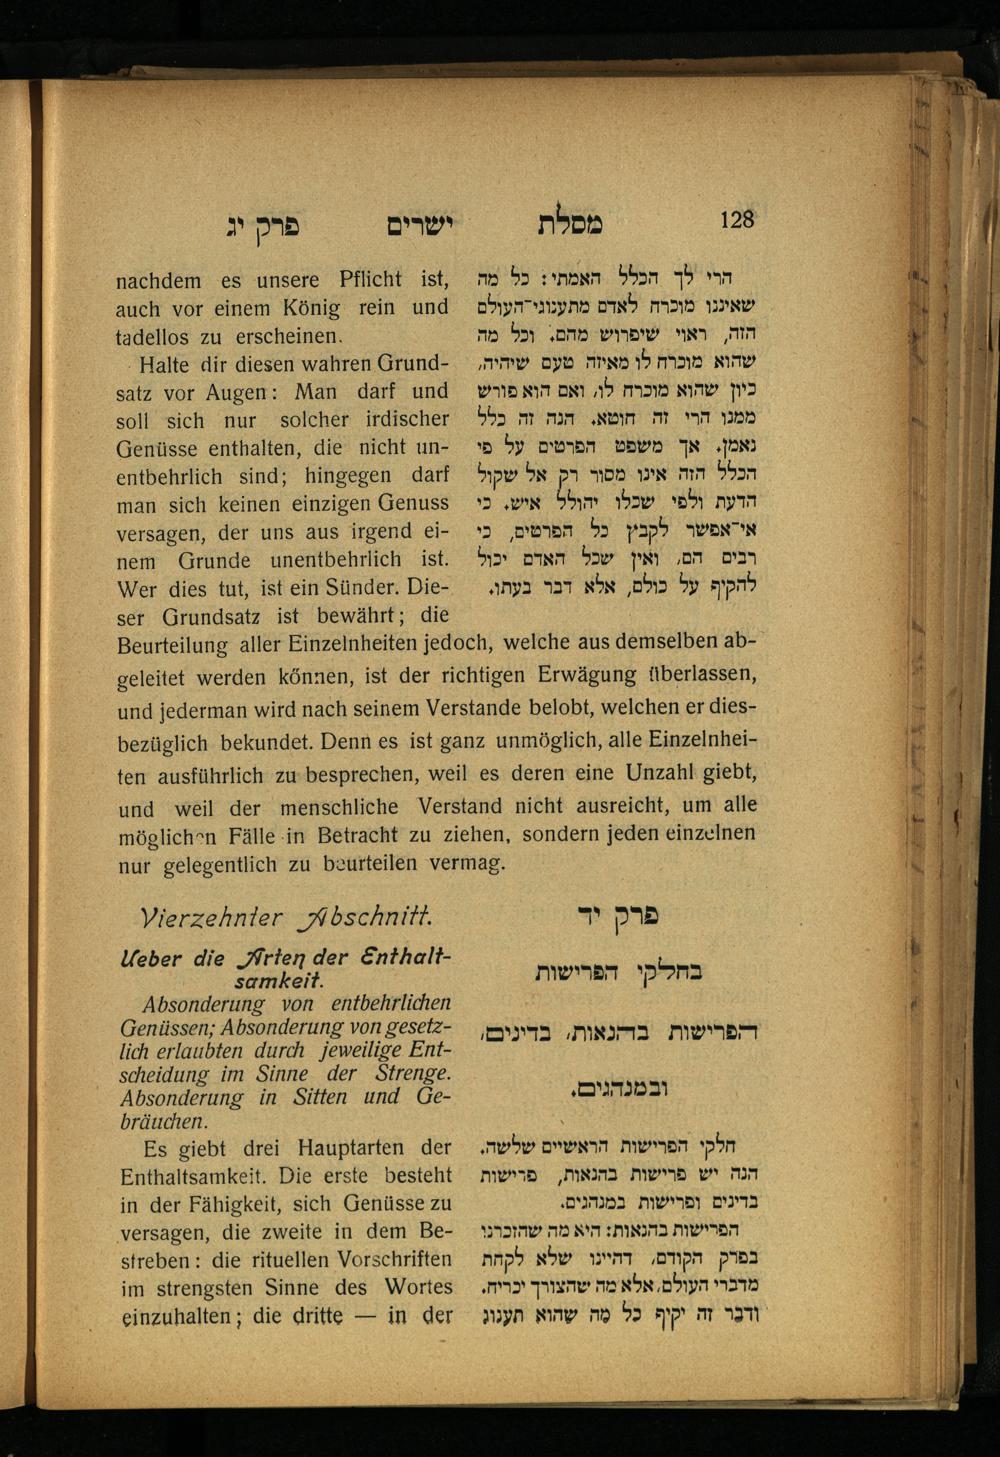 128 מסלת ישרים פרק יג
הרי לך הכלל האמתי: כל מה
שאיננו מוכרח לאדם מתענוגי־העולם
הזה, ראוי שיפרוש מהם. וכל מה
שהוא מוכרח לו מאיזה טעם שיהיה,
כיון שהוא מוכרח לו, ואם הוא פורש
ממנו הרי זה חוטא. הנה זה כלל
נאמן. אך משפט הפרטים על פי
הכלל הזה אינו מסור רק אל שקול
הדעת ולפי שכלו יהולל איש. כי
אי־אפשר לקבץ כל הפרטים, כי
רבים הם, ואין שכל האדם יכול
להקיף על כולם, אלא דבר בעתו.
nachdem es unsere Pflicht ist,
auch vor einem König rein und
tadellos zu erscheinen.
Halte dir diesen wahren Grund-
satz vor Augen: Man darf und
soll sich nur solcher irdischer
Genüsse enthalten, die nicht un-
entbehrlich sind; hingegen darf
man sich keinen einzigen Genuss
versagen, der uns aus irgend ei-
nem Grunde unentbehrlich ist.
Wer dies tut, ist ein Sünder. Die-
ser Grundsatz ist bewährt; die
Beurteilung aller Einzelnheiten jedoch, welche aus demselben ab-
geleitet werden können, ist der richtigen Erwägung überlassen,
und jederman wird nach seinem Verstande belobt, welchen er dies-
bezüglich bekundet. Denn es ist ganz unmöglich, alle Einzelnhei-
ten ausführlich zu besprechen, weil es deren eine Unzahl giebt,
und weil der menschliche Verstand nicht ausreicht, um alle
möglichen Fälle in Betracht zu ziehen, sondern jeden einzelnen
nur gelegentlich zu beurteilen vermag.
פרק יד
בחלקי הפרישות
הפרישות בהנאות, בדינים,
ובמנהגים.
חלקי הפרישות הראשיים שלשה.
הנה יש פרישות בהנאות, פרישות
בדינים ופרישות במנהגים.
הפרישות בהנאות: היא מה שהזכרנו
בפרק הקודם, דהיינו שלא לקחת
מדברי העולם, אלא מה שהצורך יכריח.
ודבר זה יקיף כל מה שהוא תענוג
Vierzehnter Abschnitt.
Ueber die Arten der Enthalt-
samkeit.
Absonderung von entbehrlichen
Genüssen; Absonderung von gesetz-
lich erlaubten durch jeweilige Ent-
scheidung im Sinne der Strenge.
Absonderung in Sitten und Ge-
bräuchen.
Es giebt drei Hauptarten der
Enthaltsamkeit. Die erste besteht
in der Fähigkeit, sich Genüsse zu
versagen, die zweite in dem Be-
streben: die rituellen Vorschriften
im strengsten Sinne des Wortes
einzuhalten; die dritte — in der